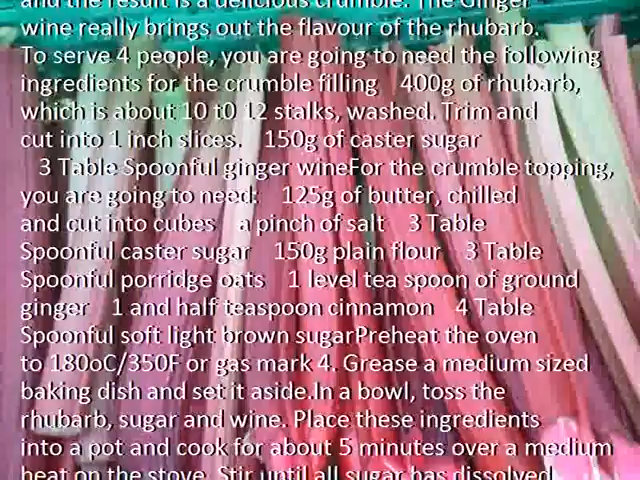 and the result is a delicious crumble. The Ginger
wine really brings out the flavour of the rhubarb.
To serve 4 people, you are going to need the following
ingredients for the crumble filling    400g of rhubarb,
which is about 10 t0 12 stalks, washed. Trim and
cut into 1 inch slices.    150g of caster sugar
3 Table Spoonful ginger wineFor the crumble topping,
you are going to need:    125g of butter, chilled
and cut into cubes    a pinch of salt    3 Table
Spoonful caster sugar    150g plain flour    3 Table
Spoonful porridge oats    1 level tea spoon of ground
ginger    1 and half teaspoon cinnamon    4 Table
Spoonful soft light brown sugarPreheat the oven
to 180oC/350F or gas mark 4. Grease a medium sized
baking dish and set it aside.In a bowl, toss the
rhubarb, sugar and wine. Place these ingredients
into a pot and cook for about 5 minutes over a medium
heat on the stove. Stir until all sugar has dissolved